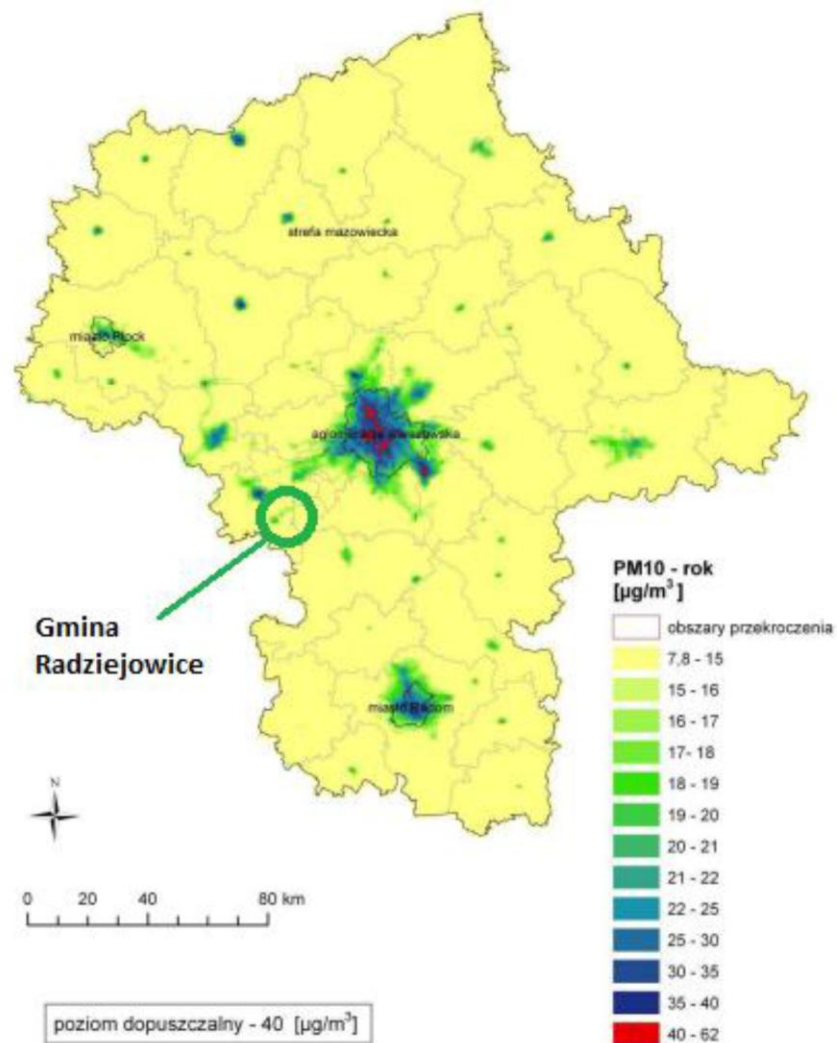 strefa mazowiecka
miasto Płock
aglomeracja warszawska
Gmina
Radziejowice
miasto Radom
PM10 - rok
[µg/m³]
obszary przekroczenia
7,8 - 15
15 - 16
16 - 17
17- 18
18 - 19
19 - 20
20 - 21
21 - 22
22 - 25
25 - 30
30 - 35
35 - 40
40 - 62
N
0 20 40 80 km
poziom dopuszczalny - 40 [µg/m³]